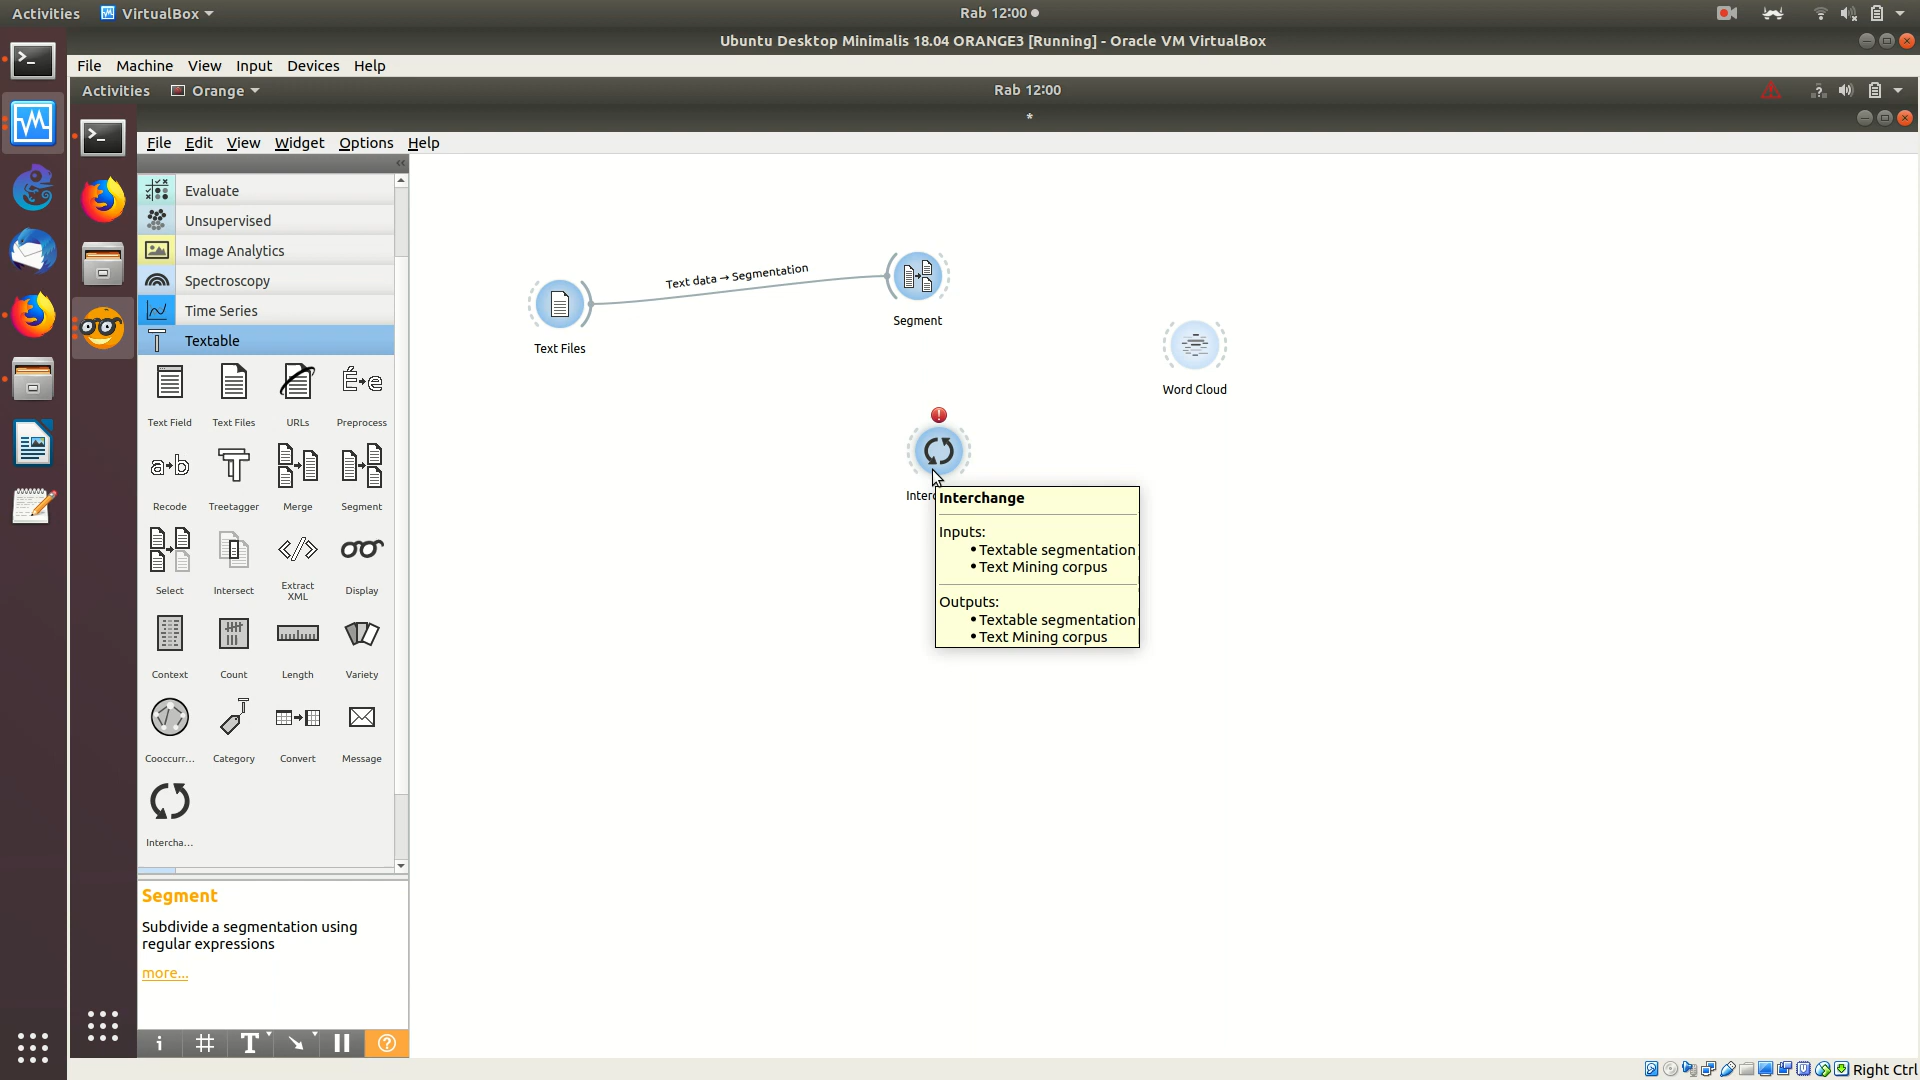 Activities VirtualBox Rab 12:00
Ubuntu Desktop Minimalis 18.04 ORANGE3 [Running] - Oracle VM VirtualBox
File Machine View Input Devices Help
Activities Orange Rab 12:00
*
File Edit View Widget Options Help
Evaluate
Unsupervised
Image Analytics
Spectroscopy
Time Series
Textable
Text Field Text Files URLs Preprocess
Recode Treetagger Merge Segment
Select Intersect Extract XML Display
Context Count Length Variety
Cooccurr... Category Convert Message
Intercha...
Segment
Subdivide a segmentation using
regular expressions
more...
Text data → Segmentation
Text Files
Segment
Word Cloud
Interc
Interchange
Inputs:
• Textable segmentation
• Text Mining corpus
Outputs:
• Textable segmentation
• Text Mining corpus
Right Ctrl